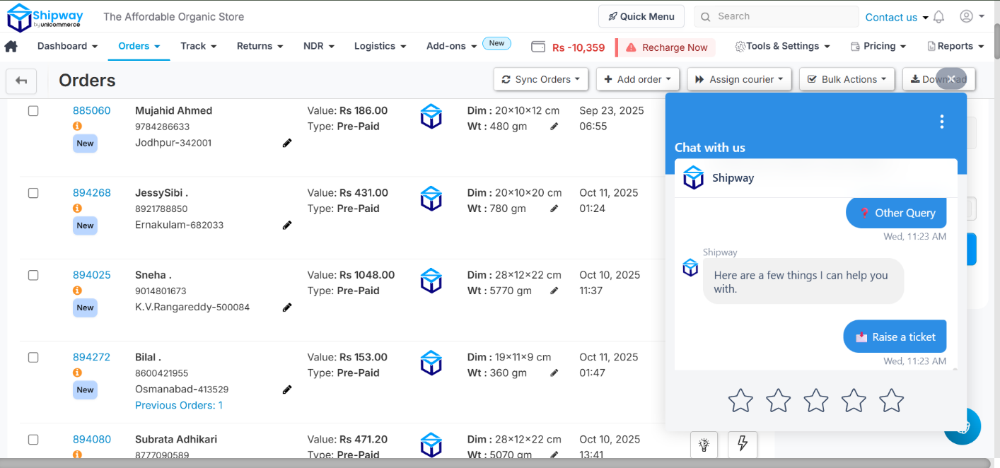 Shipway
by unicommerce
The Affordable Organic Store
Quick Menu
Search
Contact us
Dashboard
Orders
Track
Returns
NDR
Logistics
Add-ons
New
Rs -10,359
Recharge Now
Tools & Settings
Pricing
Reports
Orders
Sync Orders
Add order
Assign courier
Bulk Actions
Download
885060
New
Mujahid Ahmed
9784286633
Jodhpur-342001
Value: Rs 186.00
Type: Pre-Paid
Dim : 20×10×12 cm
Wt : 480 gm
Sep 23, 2025
06:55
894268
New
JessySibi .
8921788850
Ernakulam-682033
Value: Rs 431.00
Type: Pre-Paid
Dim : 20×10×20 cm
Wt : 780 gm
Oct 11, 2025
01:24
894025
New
Sneha .
9014801673
K.V.Rangareddy-500084
Value: Rs 1048.00
Type: Pre-Paid
Dim : 28×12×22 cm
Wt : 5770 gm
Oct 10, 2025
11:37
894272
New
Bilal .
8600421955
Osmanabad-413529
Previous Orders: 1
Value: Rs 153.00
Type: Pre-Paid
Dim : 19×11×9 cm
Wt : 360 gm
Oct 11, 2025
01:47
894080
Subrata Adhikari
8777090589
Value: Rs 471.20
Type: Pre-Paid
Dim : 28×12×22 cm
Wt : 5070 gm
Oct 10, 2025
13:41
Chat with us
Shipway
❓ Other Query
Wed, 11:23 AM
Shipway
Here are a few things I can help you
with.
📩 Raise a ticket
Wed, 11:23 AM